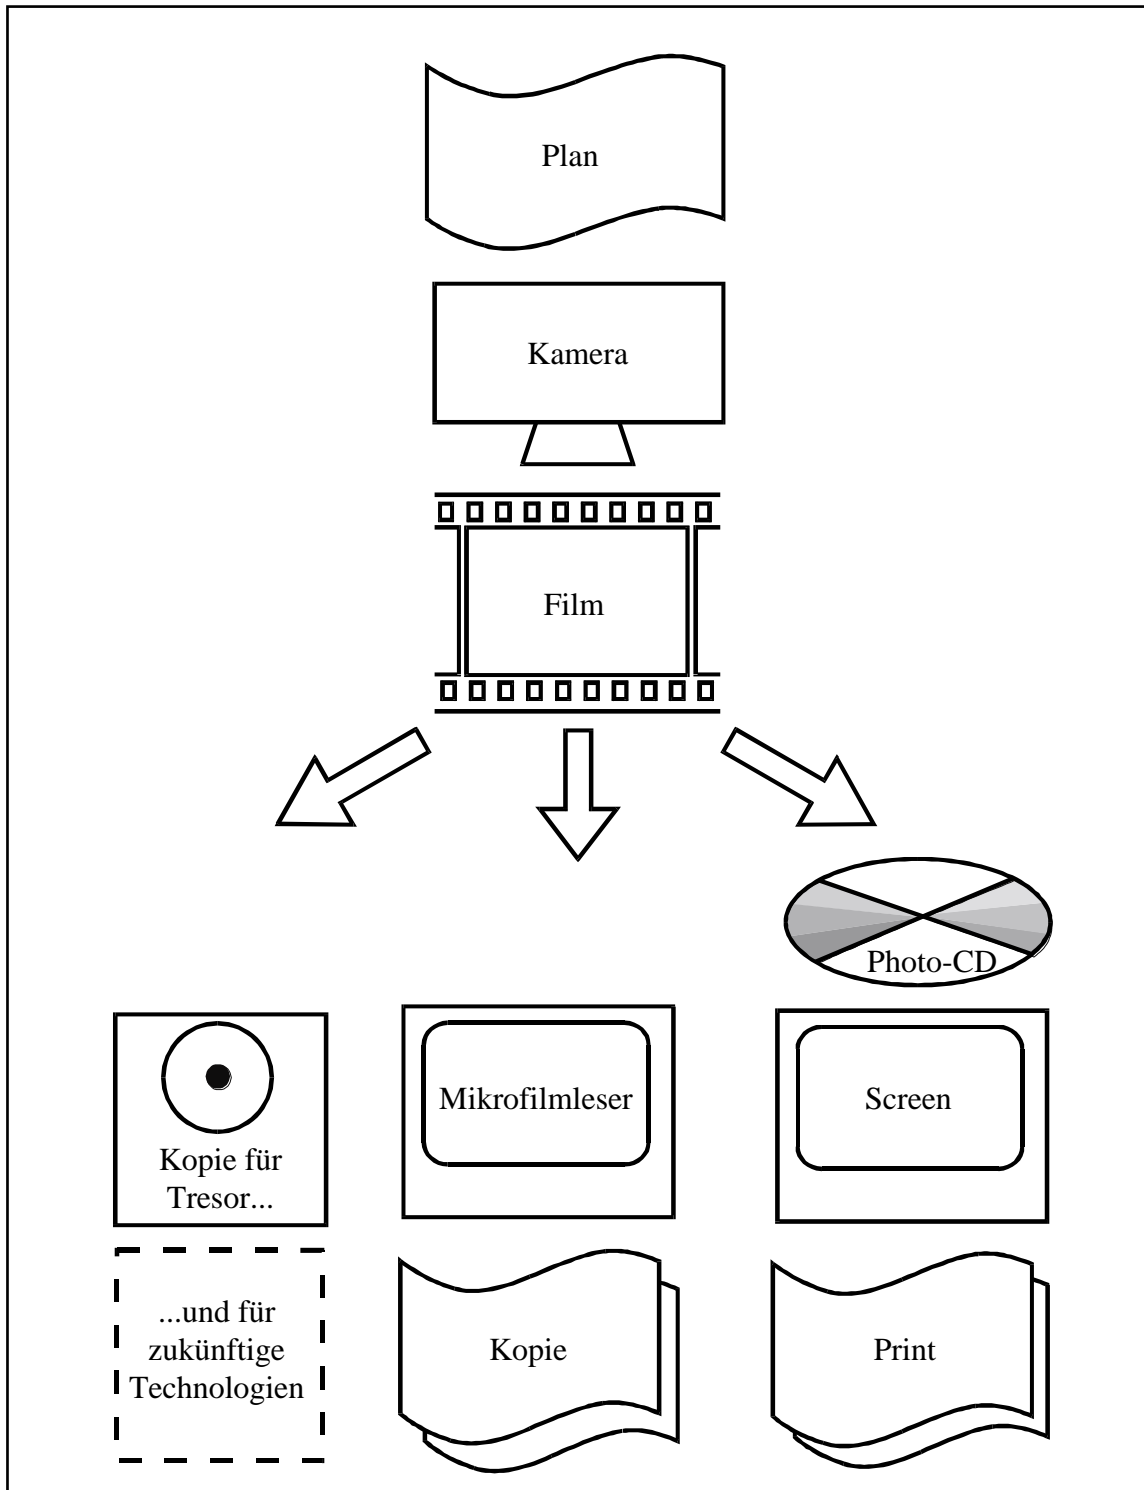 Plan
Kamera
Film
Photo-CD
Kopie für
Tresor...
Mikrofilmleser
Screen
...und für
zukünftige
Technologien
Kopie
Print